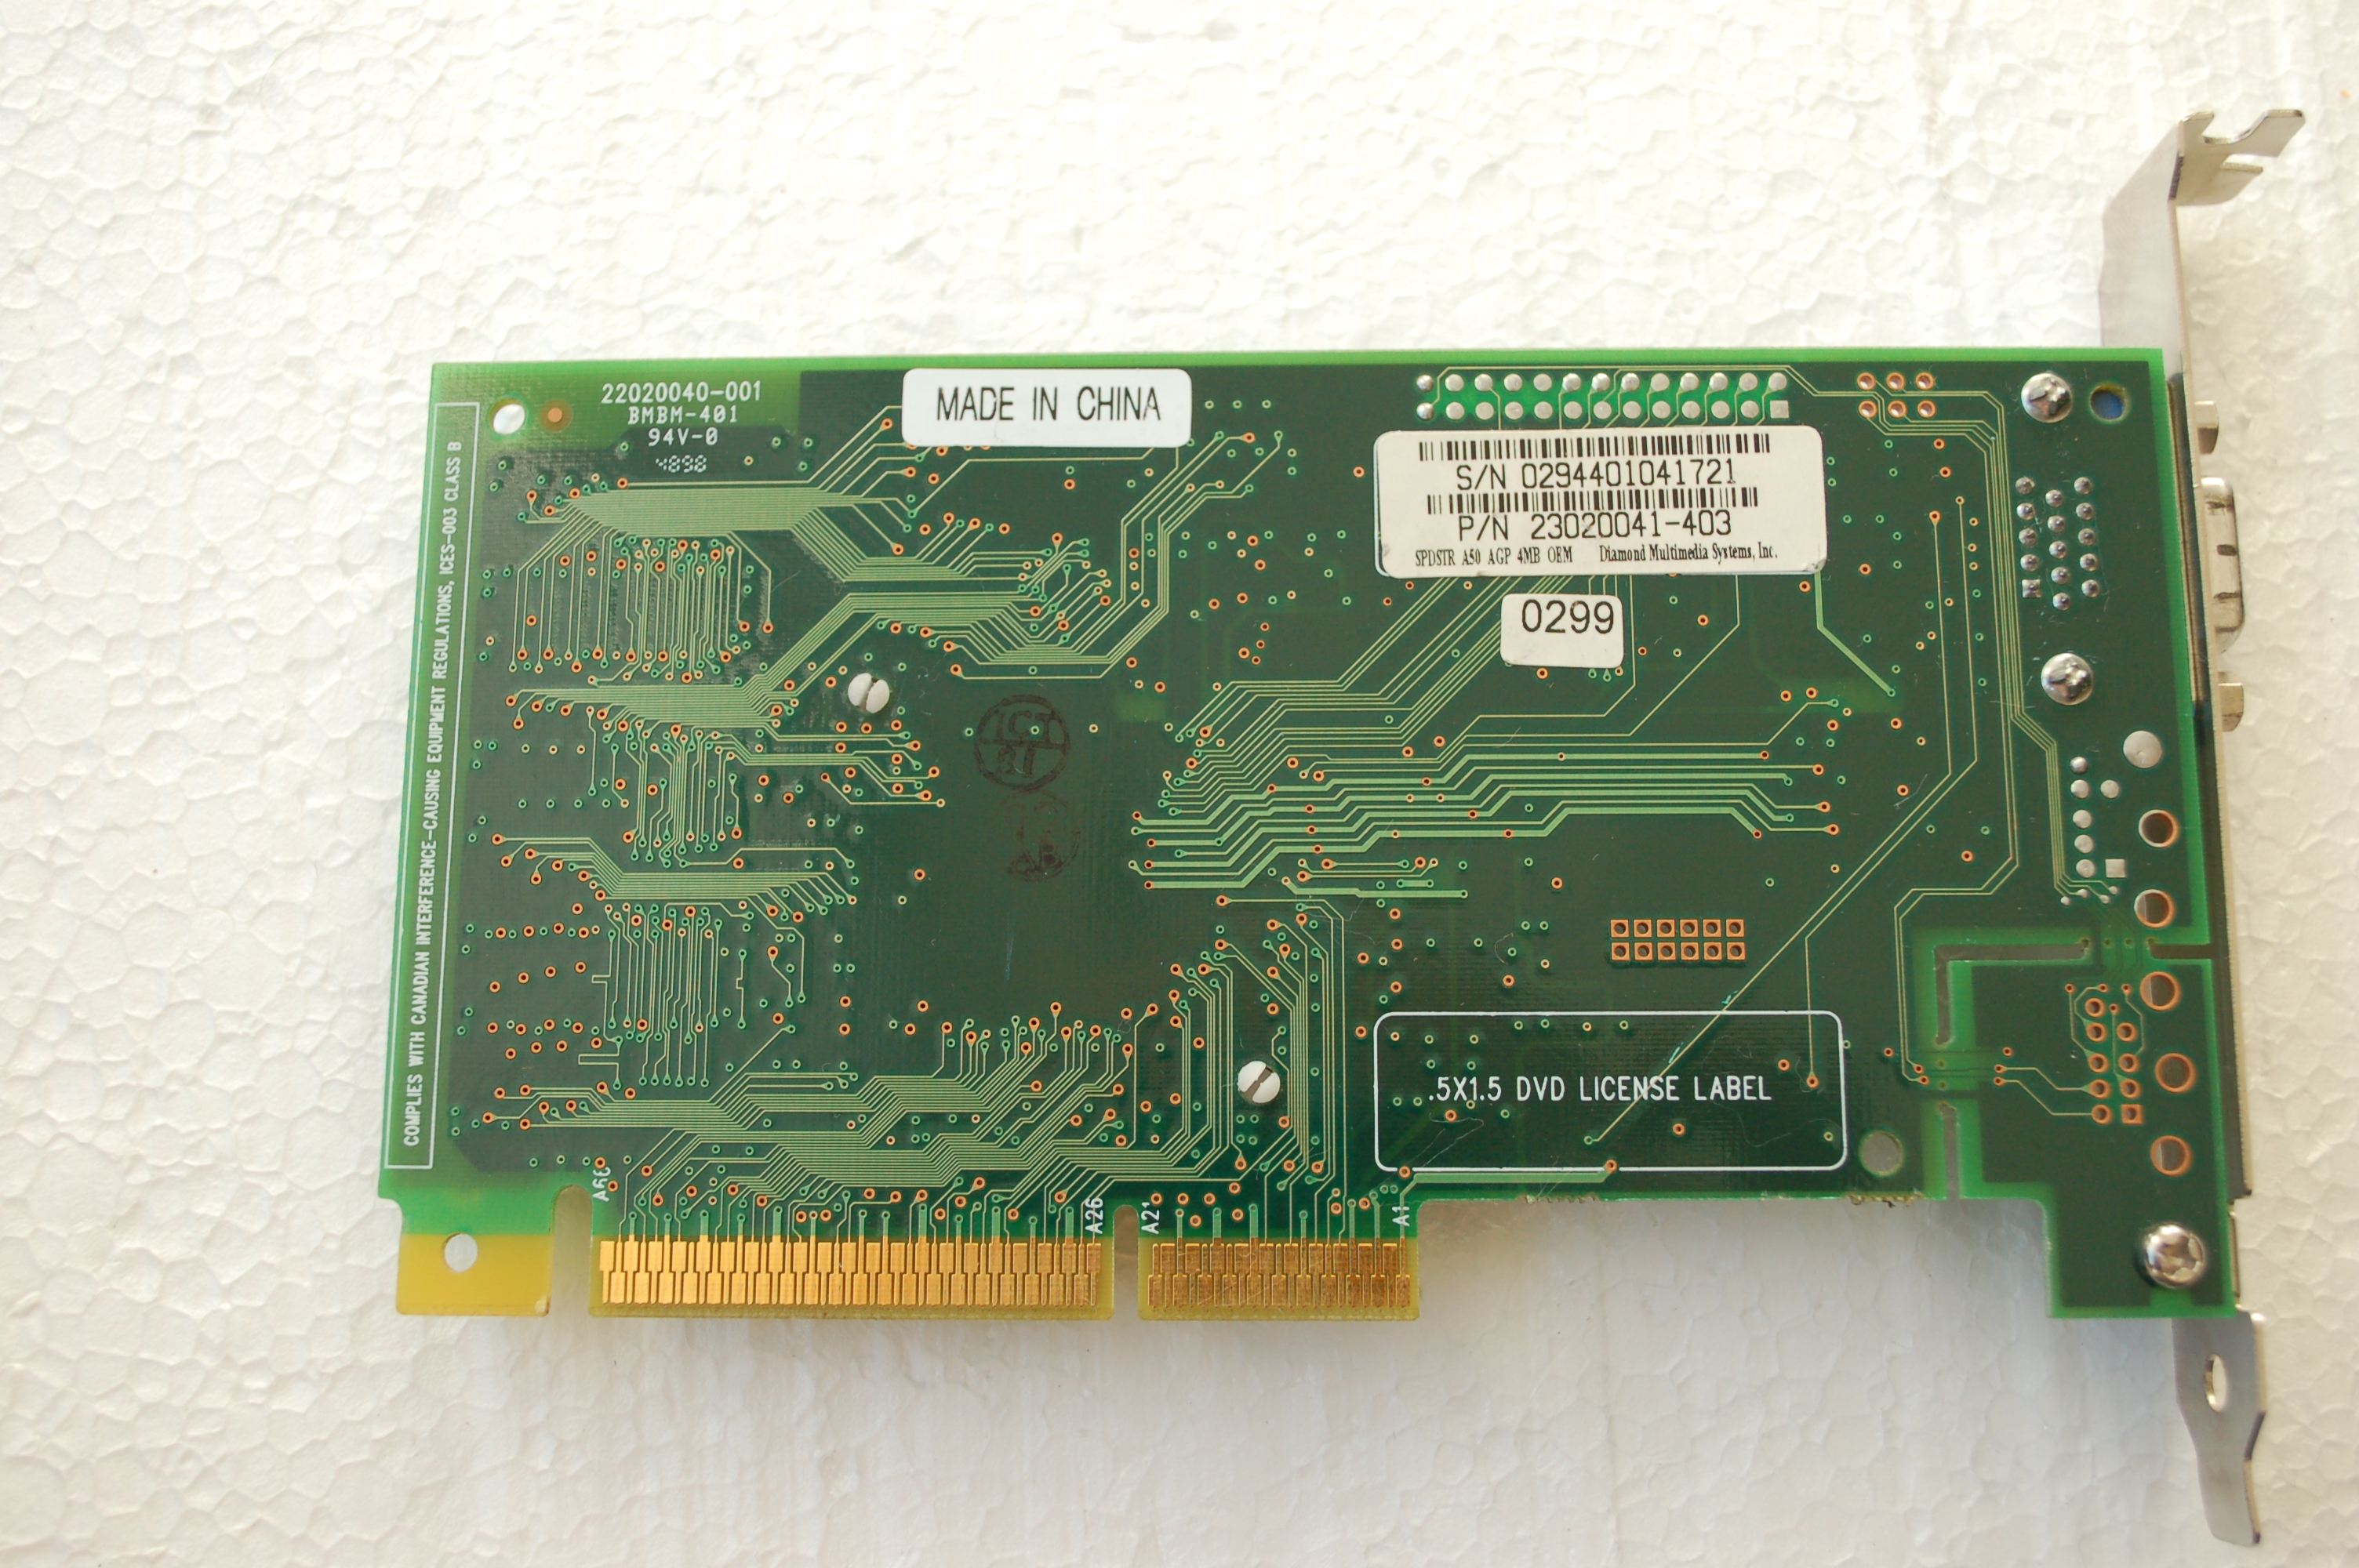 22020040-001
BMBM-401
94V-0
4898
MADE IN CHINA
S/N 0294401041721
P/N 23020041-403
SPDSTR A50 AGP 4MB OEM Diamond Multimedia Systems, Inc.
0299
COMPLIES WITH CANADIAN INTERFERENCE-CAUSING EQUIPMENT REGULATIONS, ICES-003 CLASS B
.5X1.5 DVD LICENSE LABEL
A66
A26
A21
A1